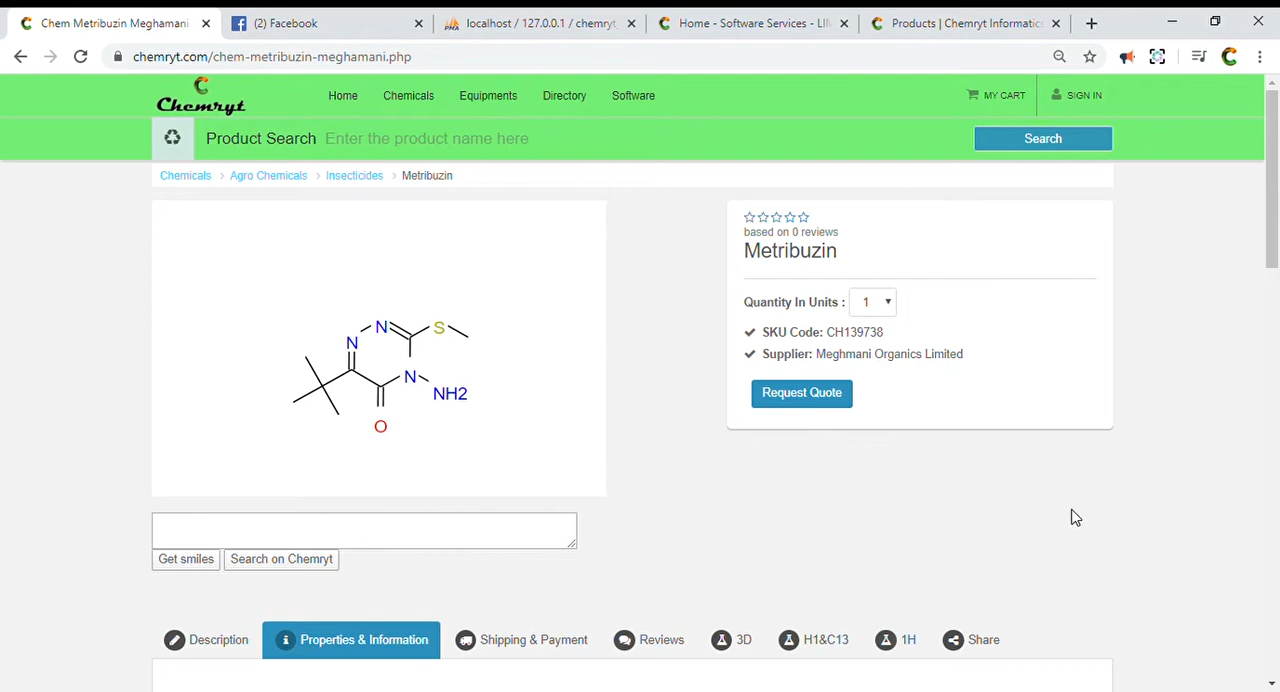 Chem Metribuzin Meghamani
(2) Facebook
localhost / 127.0.0.1 / chemryt_
Home - Software Services - LIM
Products | Chemryt Informatics
chemryt.com/chem-metribuzin-meghamani.php
Chemryt
Home
Chemicals
Equipments
Directory
Software
MY CART
SIGN IN
Product Search
Enter the product name here
Search
Chemicals > Agro Chemicals > Insecticides > Metribuzin
based on 0 reviews
Metribuzin
Quantity In Units : 1
SKU Code: CH139738
Supplier: Meghmani Organics Limited
Request Quote
N
S
N
N
NH2
O
Get smiles
Search on Chemryt
Description
Properties & Information
Shipping & Payment
Reviews
3D
H1&C13
1H
Share